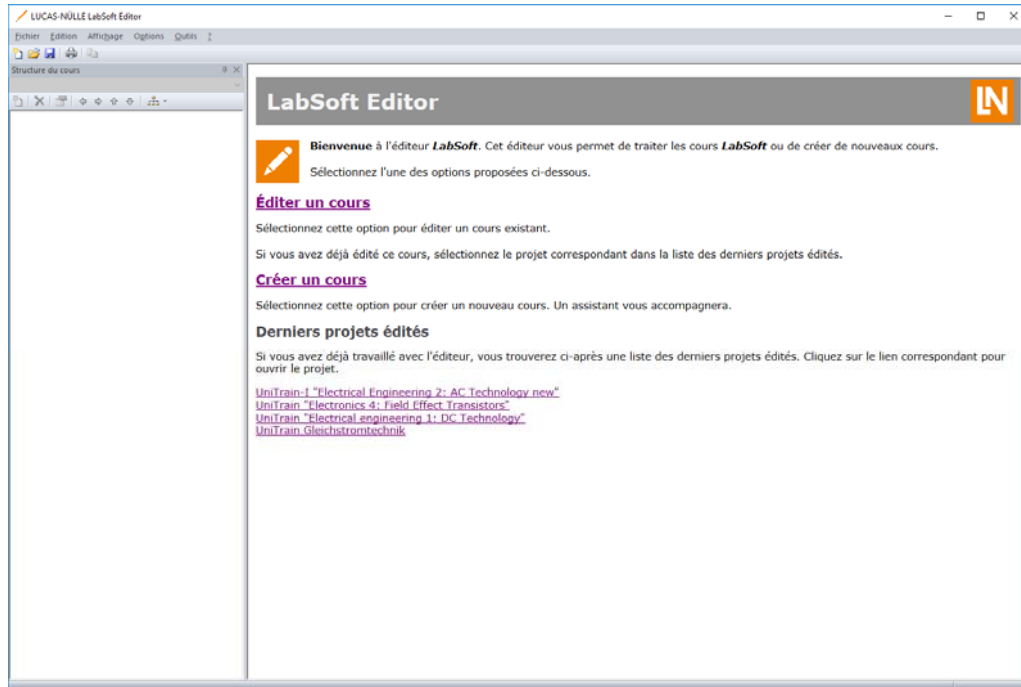 LUCAS-NÜLLE LabSoft Editor
Fichier Edition Affichage Options Outils ?
Structure du cours
LabSoft Editor
LN
Bienvenue à l'éditeur LabSoft. Cet éditeur vous permet de traiter les cours LabSoft ou de créer de nouveaux cours.
Sélectionnez l'une des options proposées ci-dessous.
Éditer un cours
Sélectionnez cette option pour éditer un cours existant.
Si vous avez déjà édité ce cours, sélectionnez le projet correspondant dans la liste des derniers projets édités.
Créer un cours
Sélectionnez cette option pour créer un nouveau cours. Un assistant vous accompagnera.
Derniers projets édités
Si vous avez déjà travaillé avec l'éditeur, vous trouverez ci-après une liste des derniers projets édités. Cliquez sur le lien correspondant pour
ouvrir le projet.
UniTrain-I "Electrical Engineering 2: AC Technology new"
UniTrain "Electronics 4: Field Effect Transistors"
UniTrain "Electrical engineering 1: DC Technology"
UniTrain Gleichstromtechnik